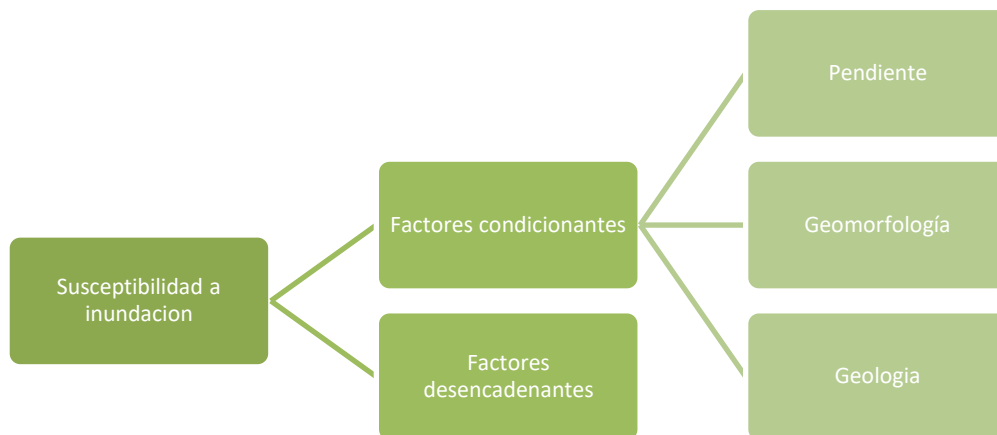 Susceptibilidad a
inundacion
Factores condicionantes
Factores
desencadenantes
Pendiente
Geomorfología
Geologia